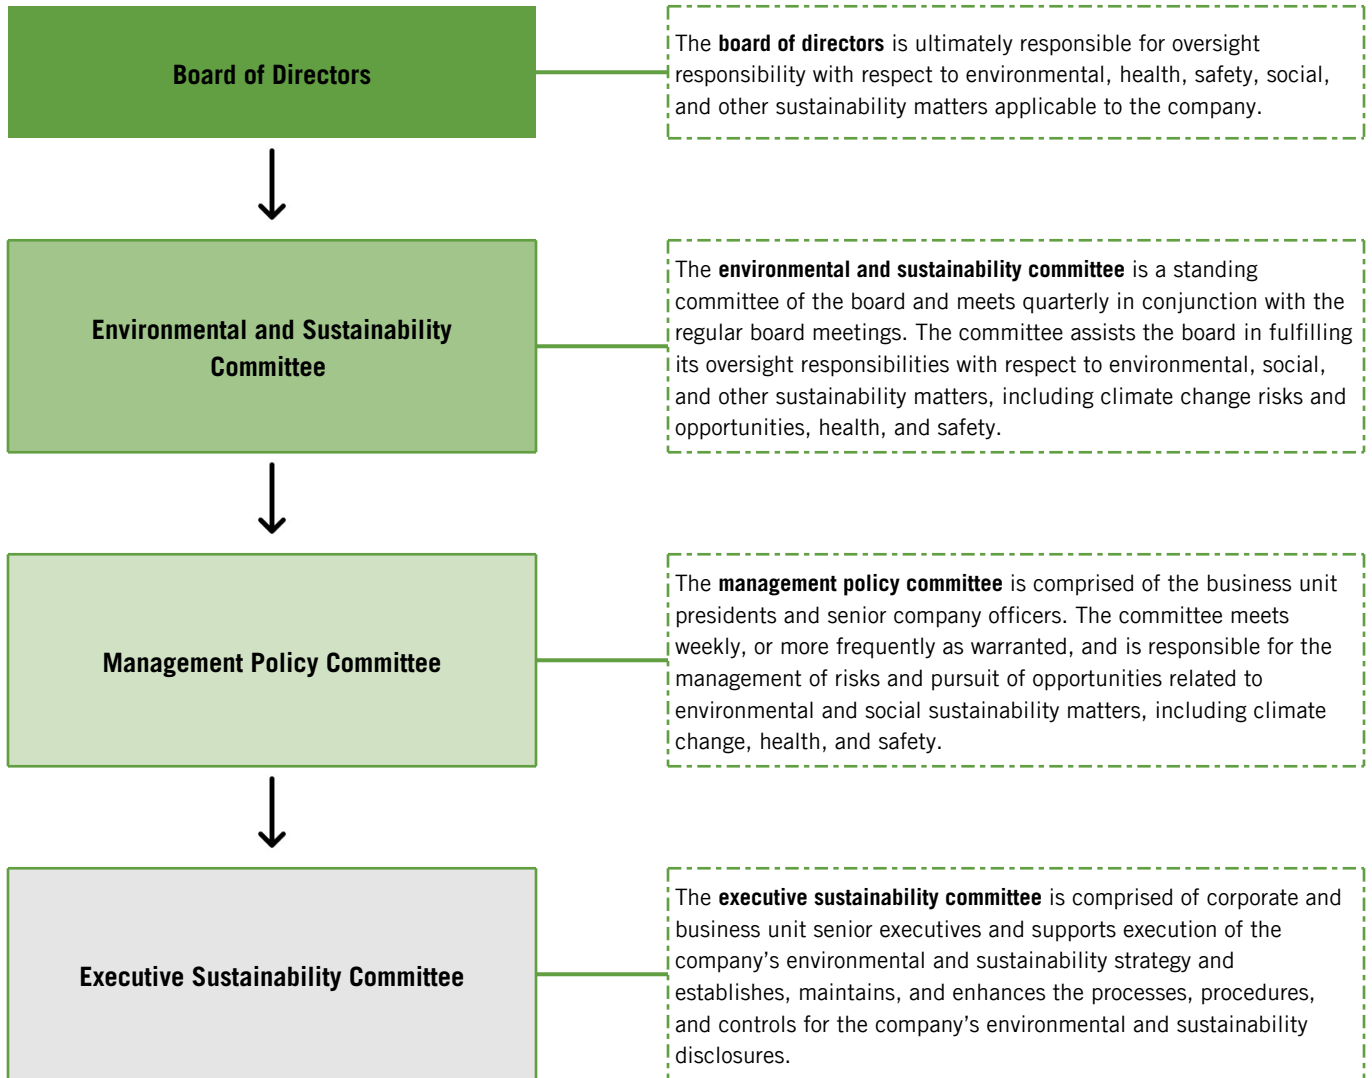 Board of Directors
The board of directors is ultimately responsible for oversight
responsibility with respect to environmental, health, safety, social,
and other sustainability matters applicable to the company.
Environmental and Sustainability
Committee
The environmental and sustainability committee is a standing
committee of the board and meets quarterly in conjunction with the
regular board meetings. The committee assists the board in fulfilling
its oversight responsibilities with respect to environmental, social,
and other sustainability matters, including climate change risks and
opportunities, health, and safety.
Management Policy Committee
The management policy committee is comprised of the business unit
presidents and senior company officers. The committee meets
weekly, or more frequently as warranted, and is responsible for the
management of risks and pursuit of opportunities related to
environmental and social sustainability matters, including climate
change, health, and safety.
Executive Sustainability Committee
The executive sustainability committee is comprised of corporate and
business unit senior executives and supports execution of the
company’s environmental and sustainability strategy and
establishes, maintains, and enhances the processes, procedures,
and controls for the company’s environmental and sustainability
disclosures.